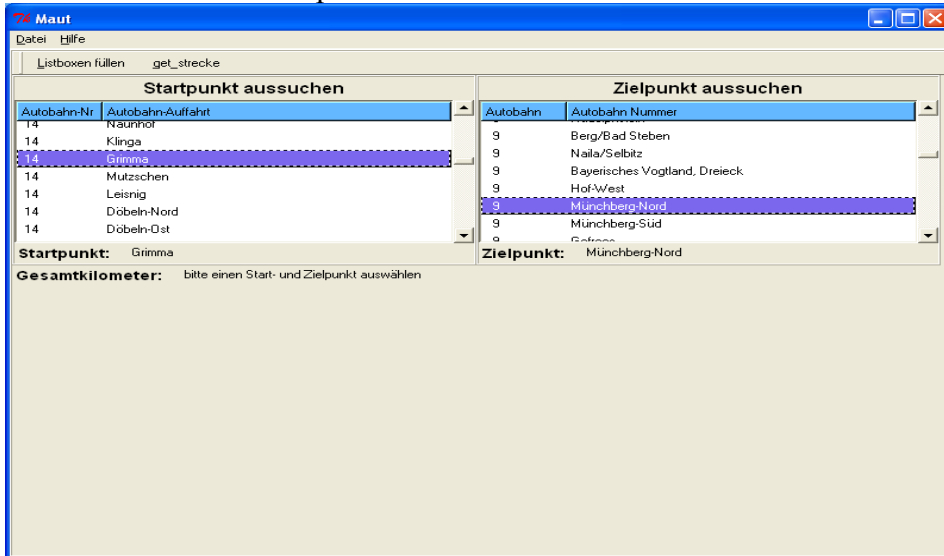 Maut
Datei Hilfe
Listboxen füllen get_strecke
Startpunkt aussuchen
Autobahn-Nr Autobahn-Auffahrt
14 Naunhof
14 Klinga
14 Grimma
14 Mutzschen
14 Leisnig
14 Döbeln-Nord
14 Döbeln-Ost
Startpunkt: Grimma
Zielpunkt aussuchen
Autobahn Autobahn Nummer
9 Berg/Bad Steben
9 Naila/Selbitz
9 Bayerisches Vogtland, Dreieck
9 Hof-West
9 Münchberg-Nord
9 Münchberg-Süd
9 Gefrees
Zielpunkt: Münchberg-Nord
Gesamtkilometer: bitte einen Start- und Zielpunkt auswählen